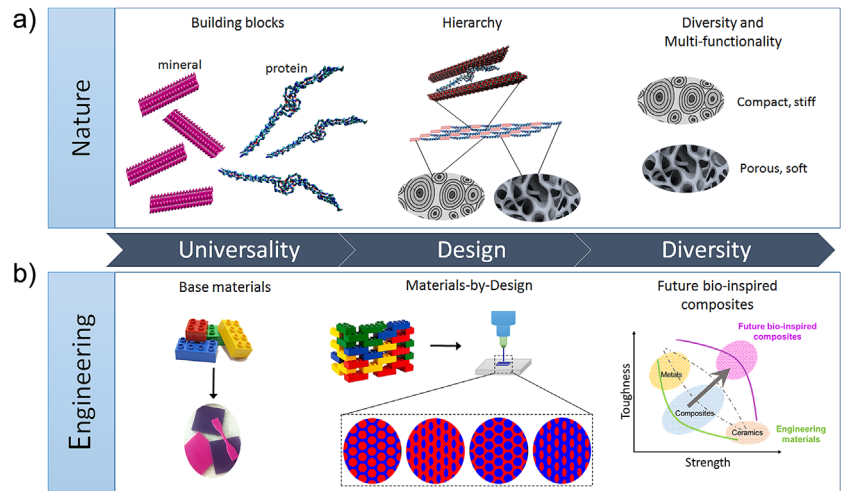 a)
Nature
Building blocks
mineral
protein
Hierarchy
Diversity and
Multi-functionality
Compact, stiff
Porous, soft
Universality
Design
Diversity
b)
Engineering
Base materials
Materials-by-Design
Future bio-inspired
composites
Future bio-inspired
composites
Metals
Composites
Ceramics
Engineering
materials
Toughness
Strength